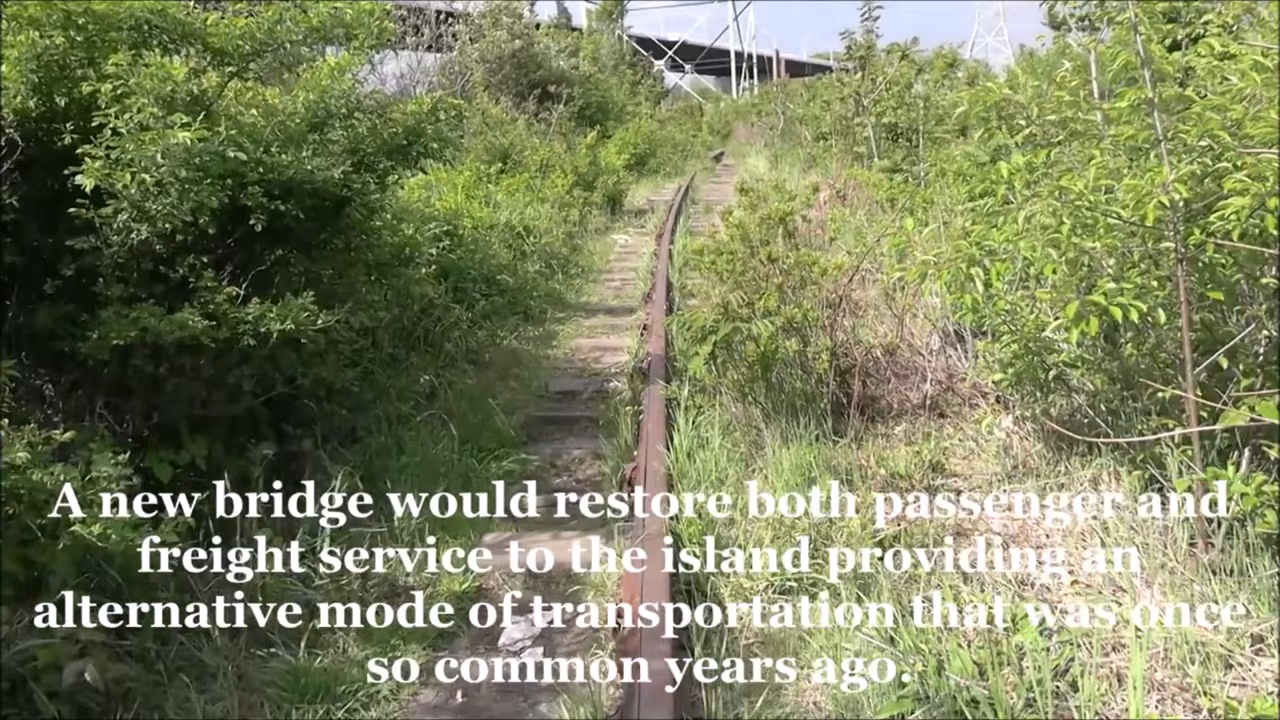 A new bridge would restore both passenger and
freight service to the island providing an
alternative mode of transportation that was once
so common years ago.